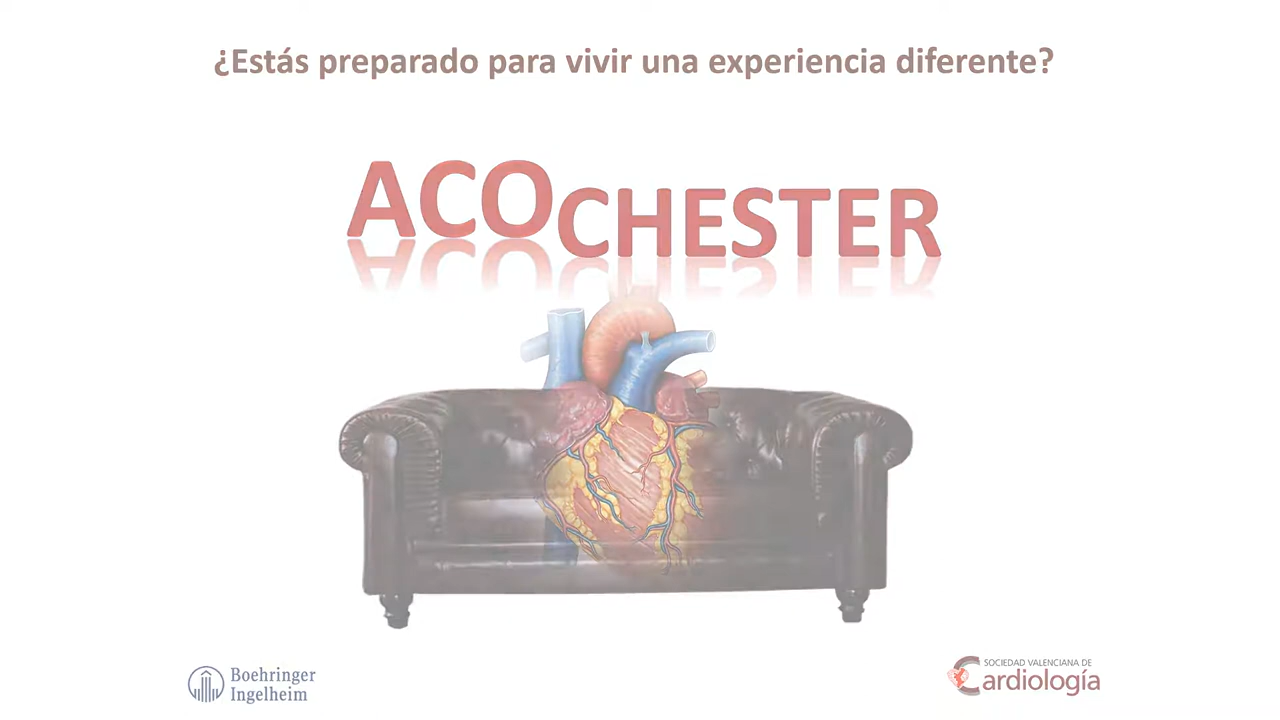 ¿Estás preparado para vivir una experiencia diferente?
ACOCHESTER
Boehringer
Ingelheim
SOCIEDAD VALENCIANA DE
Cardiología